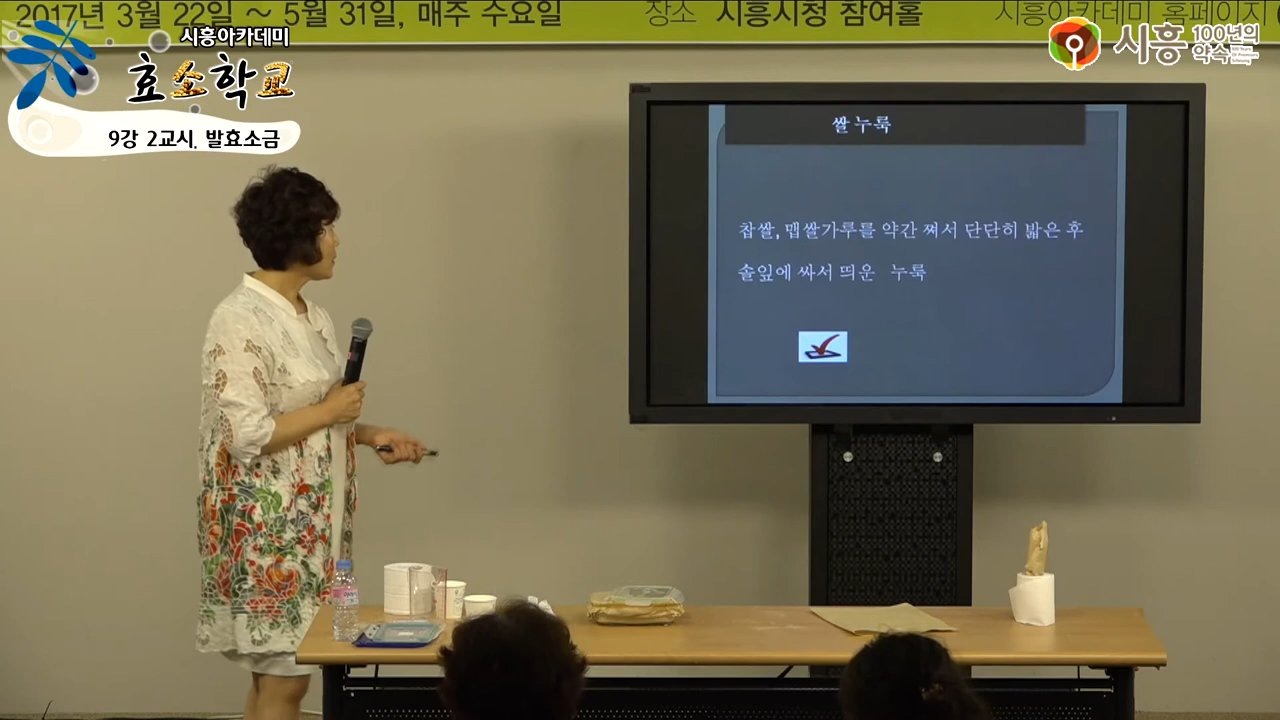 2017년 3월 22일 ~ 5월 31일, 매주 수요일 장소 시흥시청 참여홀 시흥아카데미 홈페이지
시흥아카데미
효소학교
9강 2교시. 발효소금
시흥 100년의 약속
쌀 누룩
찹쌀, 멥쌀가루를 약간 쪄서 단단히 밟은 후
솔잎에 싸서 띄운 누룩